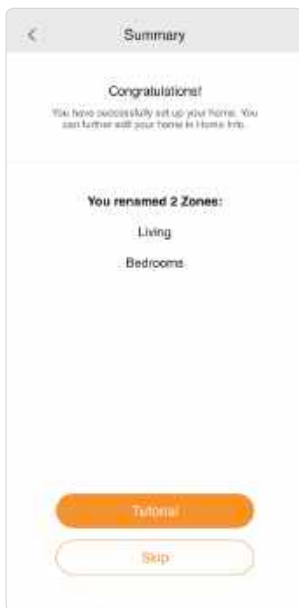 Summary
Congratulations!
You have successfully set up your home. You
can further edit your home in Home Info.
You renamed 2 Zones:
Living
Bedrooms
Tutorial
Skip